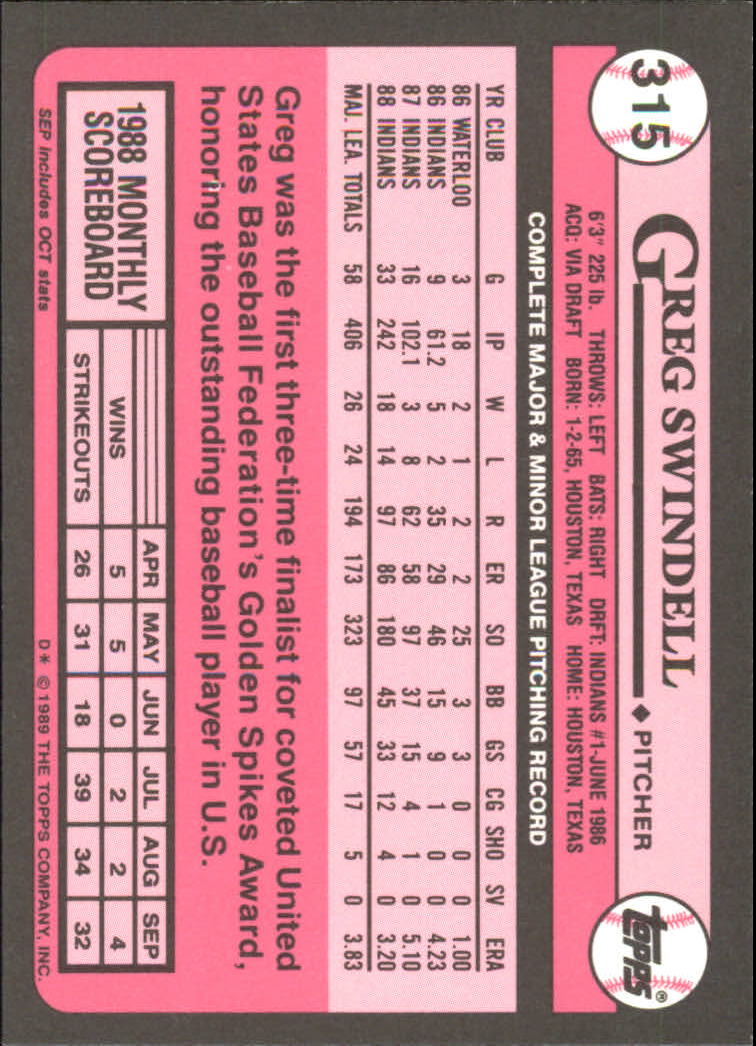 315
GREG SWINDELL ◆ PITCHER
TOPPS®
6'3" 225 lb. THROWS: LEFT BATS: RIGHT DRFT: INDIANS #1-JUNE 1986
ACQ: VIA DRAFT BORN: 1-2-65, HOUSTON, TEXAS HOME: HOUSTON, TEXAS
COMPLETE MAJOR & MINOR LEAGUE PITCHING RECORD
YR CLUB G IP W L R ER SO BB GS CG SHO SV ERA
86 WATERLOO 3 18 2 1 2 2 25 3 3 0 0 0 1.00
86 INDIANS 9 61.2 5 2 35 29 46 15 9 1 0 0 4.23
87 INDIANS 16 102.1 3 8 62 58 97 37 15 4 1 0 5.10
88 INDIANS 33 242 18 14 97 86 180 45 33 12 4 0 3.20
MAJ. LEA. TOTALS 58 406 26 24 194 173 323 97 57 17 5 0 3.83
Greg was the first three-time finalist for coveted United
States Baseball Federation's Golden Spikes Award,
honoring the outstanding baseball player in U.S.
1988 MONTHLY
SCOREBOARD
APR MAY JUN JUL AUG SEP
WINS 5 5 0 2 2 4
STRIKEOUTS 26 31 18 39 34 32
SEP includes OCT stats
D* © 1989 THE TOPPS COMPANY, INC.